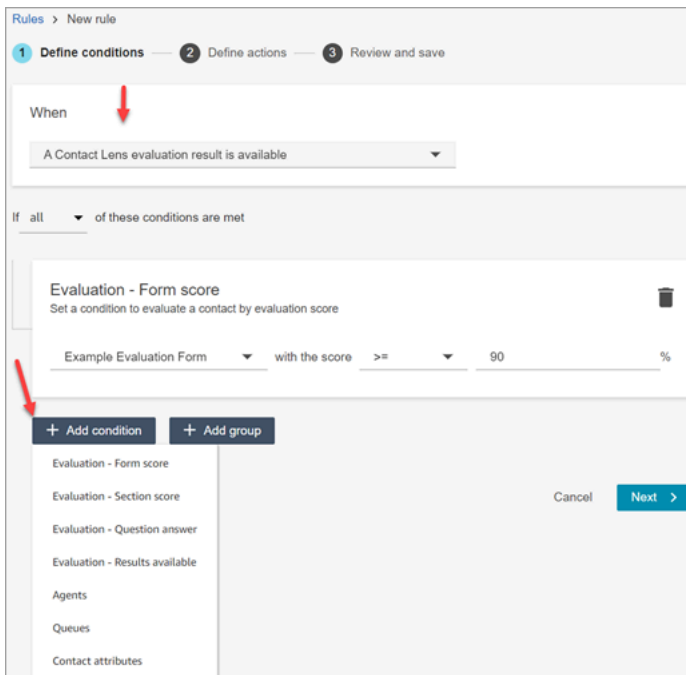 Rules > New rule
1 Define conditions 2 Define actions 3 Review and save
When
A Contact Lens evaluation result is available
If all of these conditions are met
Evaluation - Form score
Set a condition to evaluate a contact by evaluation score
Example Evaluation Form with the score >= 90 %
+ Add condition + Add group
Evaluation - Form score
Evaluation - Section score
Cancel Next >
Evaluation - Question answer
Evaluation - Results available
Agents
Queues
Contact attributes